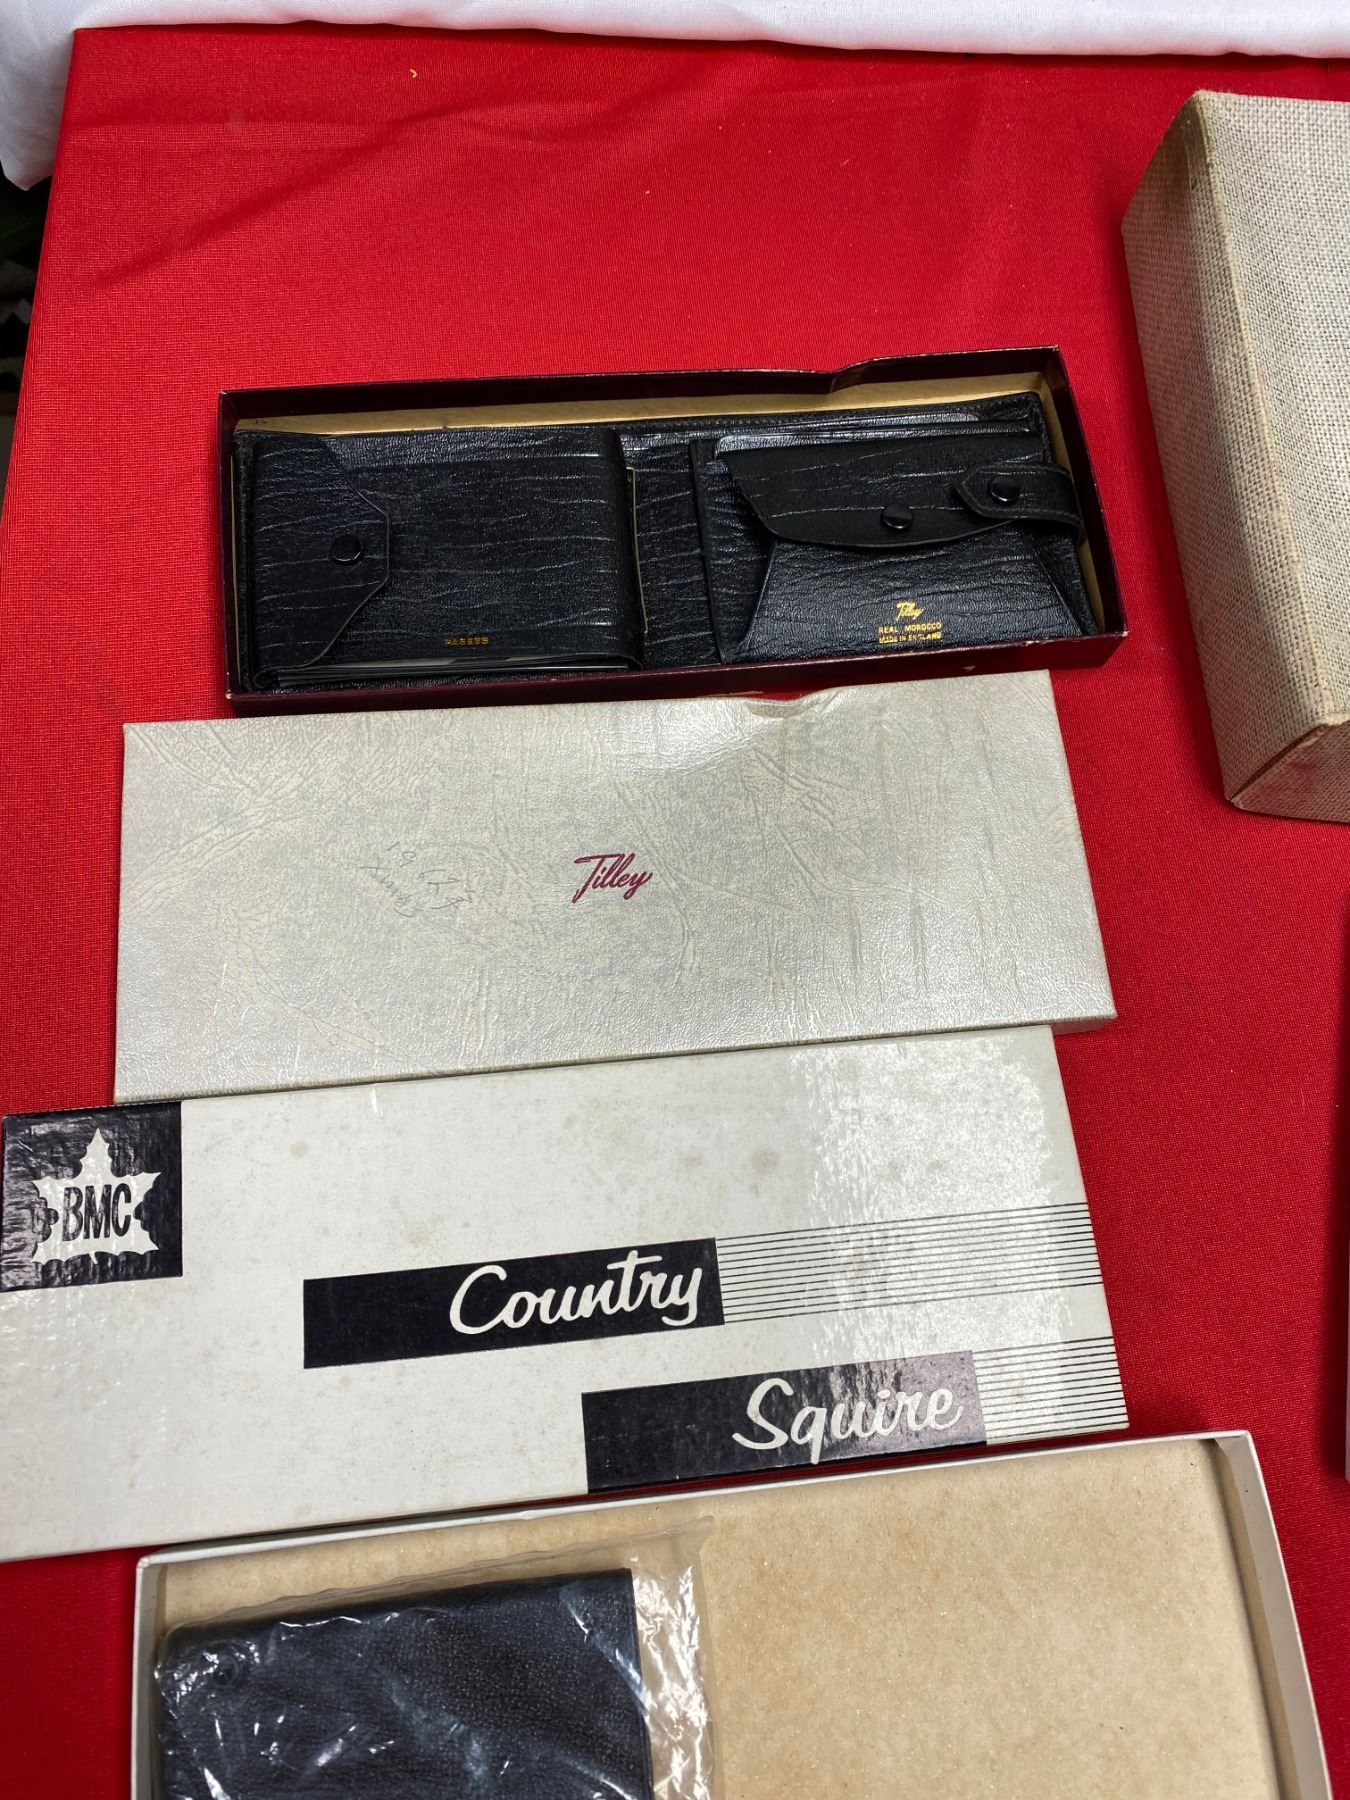 PASSES
Tilley
REAL MOROCCO
MADE IN ENGLAND
Tilley
BMC
Country
Squire